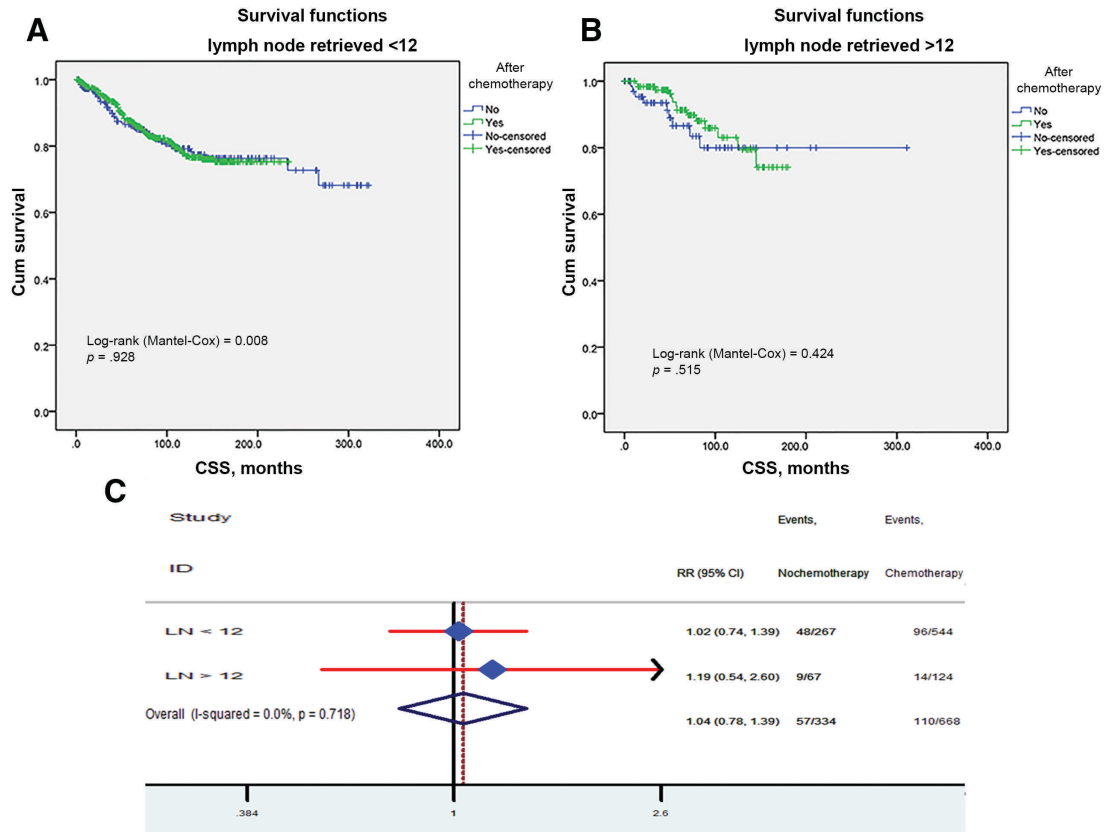 A
Survival functions
lymph node retrieved <12
After
chemotherapy
No
Yes
No-censored
Yes-censored
Cum survival
1.0
0.8
0.6
0.4
0.2
0.0
Log-rank (Mantel-Cox) = 0.008
p = .928
.0 100.0 200.0 300.0 400.0
CSS, months
B
Survival functions
lymph node retrieved >12
After
chemotherapy
No
Yes
No-censored
Yes-censored
Cum survival
1.0
0.8
0.6
0.4
0.2
0.0
Log-rank (Mantel-Cox) = 0.424
p = .515
.0 100.0 200.0 300.0 400.0
CSS, months
C
Study Events, Events,
ID RR (95% CI) Nochemotherapy Chemotherapy
LN < 12 1.02 (0.74, 1.39) 48/267 96/544
LN > 12 1.19 (0.54, 2.60) 9/67 14/124
Overall (I-squared = 0.0%, p = 0.718) 1.04 (0.78, 1.39) 57/334 110/668
.384 1 2.6